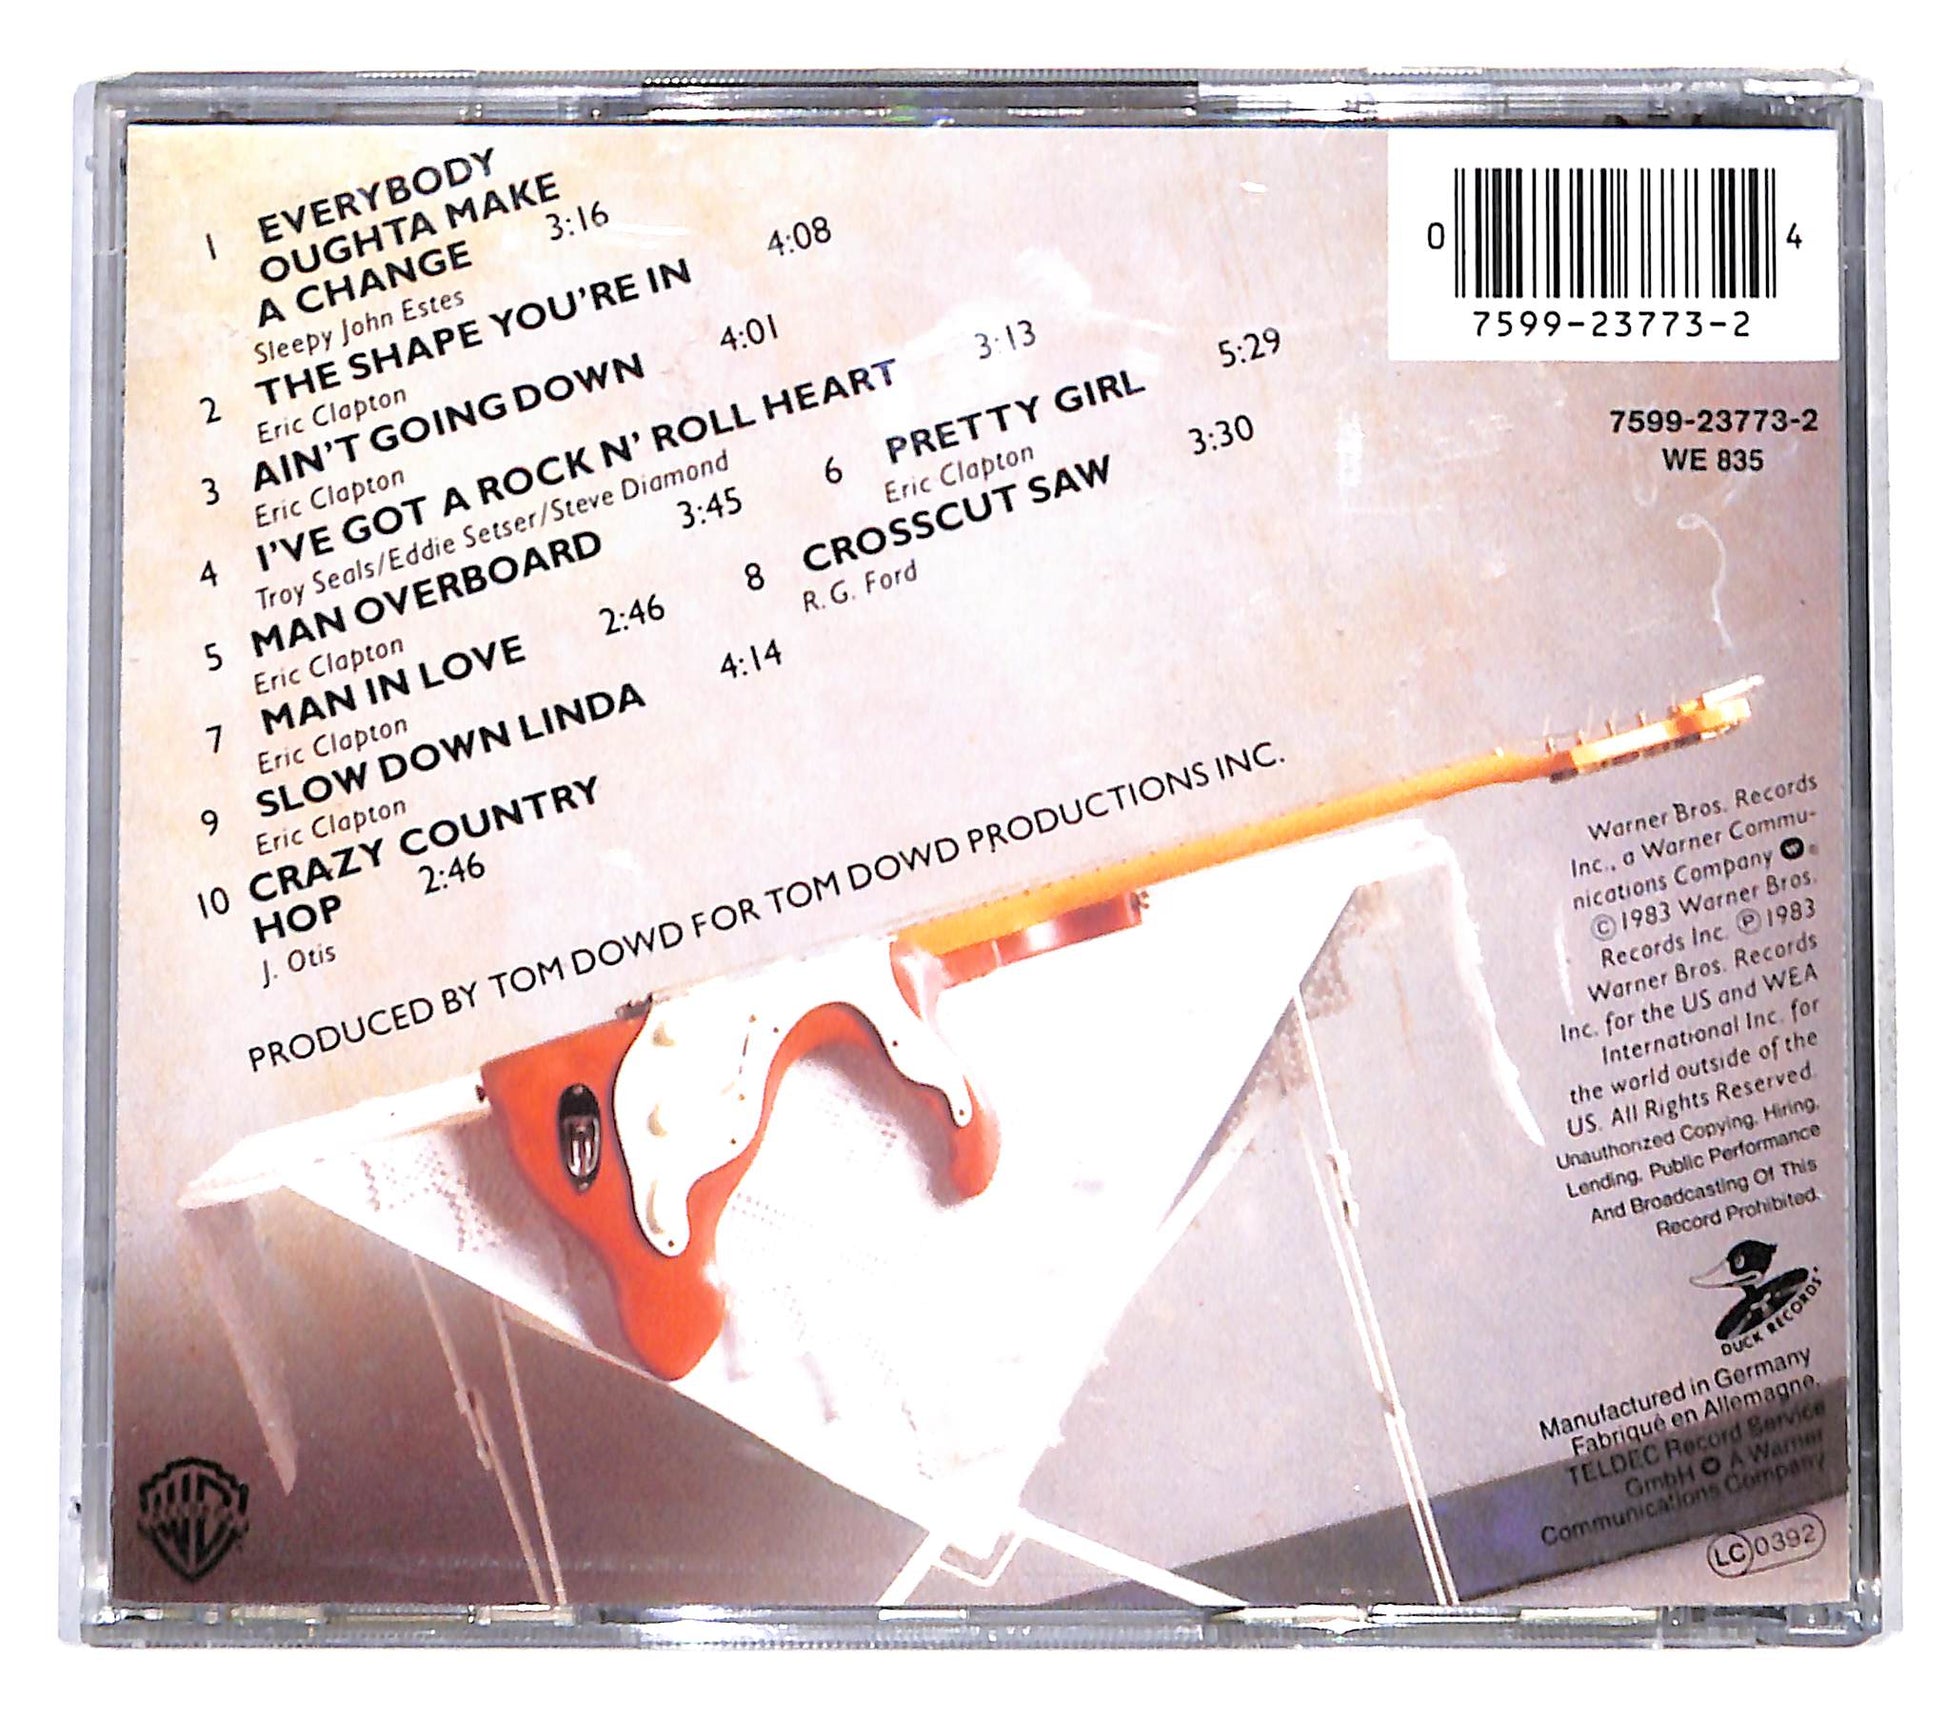 1 EVERYBODY
OUGHTA MAKE
A CHANGE 3:16
Sleepy John Estes
2 THE SHAPE YOU'RE IN 4:08
Eric Clapton
3 AIN'T GOING DOWN 4:01
Eric Clapton
4 I'VE GOT A ROCK N' ROLL HEART 3:13
Troy Seals/Eddie Setser/Steve Diamond
5 MAN OVERBOARD 3:45
Eric Clapton
6 PRETTY GIRL 5:29
Eric Clapton
7 MAN IN LOVE 2:46
Eric Clapton
8 CROSSCUT SAW 3:30
R. G. Ford
9 SLOW DOWN LINDA 4:14
Eric Clapton
10 CRAZY COUNTRY
HOP 2:46
J. Otis
PRODUCED BY TOM DOWD FOR TOM DOWD PRODUCTIONS INC.
0 4
7599-23773-2
7599-23773-2
WE 835
Warner Bros. Records
Inc., a Warner Commu-
nications Company
©1983 Warner Bros.
Records Inc. ℗1983
Warner Bros. Records
Inc. for the US and WEA
International Inc. for
the world outside of the
US. All Rights Reserved.
Unauthorized Copying, Hiring,
Lending, Public Performance
And Broadcasting Of This
Record Prohibited.
DUCK RECORDS
Manufactured in Germany
Fabriqué en Allemagne.
TELDEC Record Service
GmbH A Warner
Communications Company
LC 0392